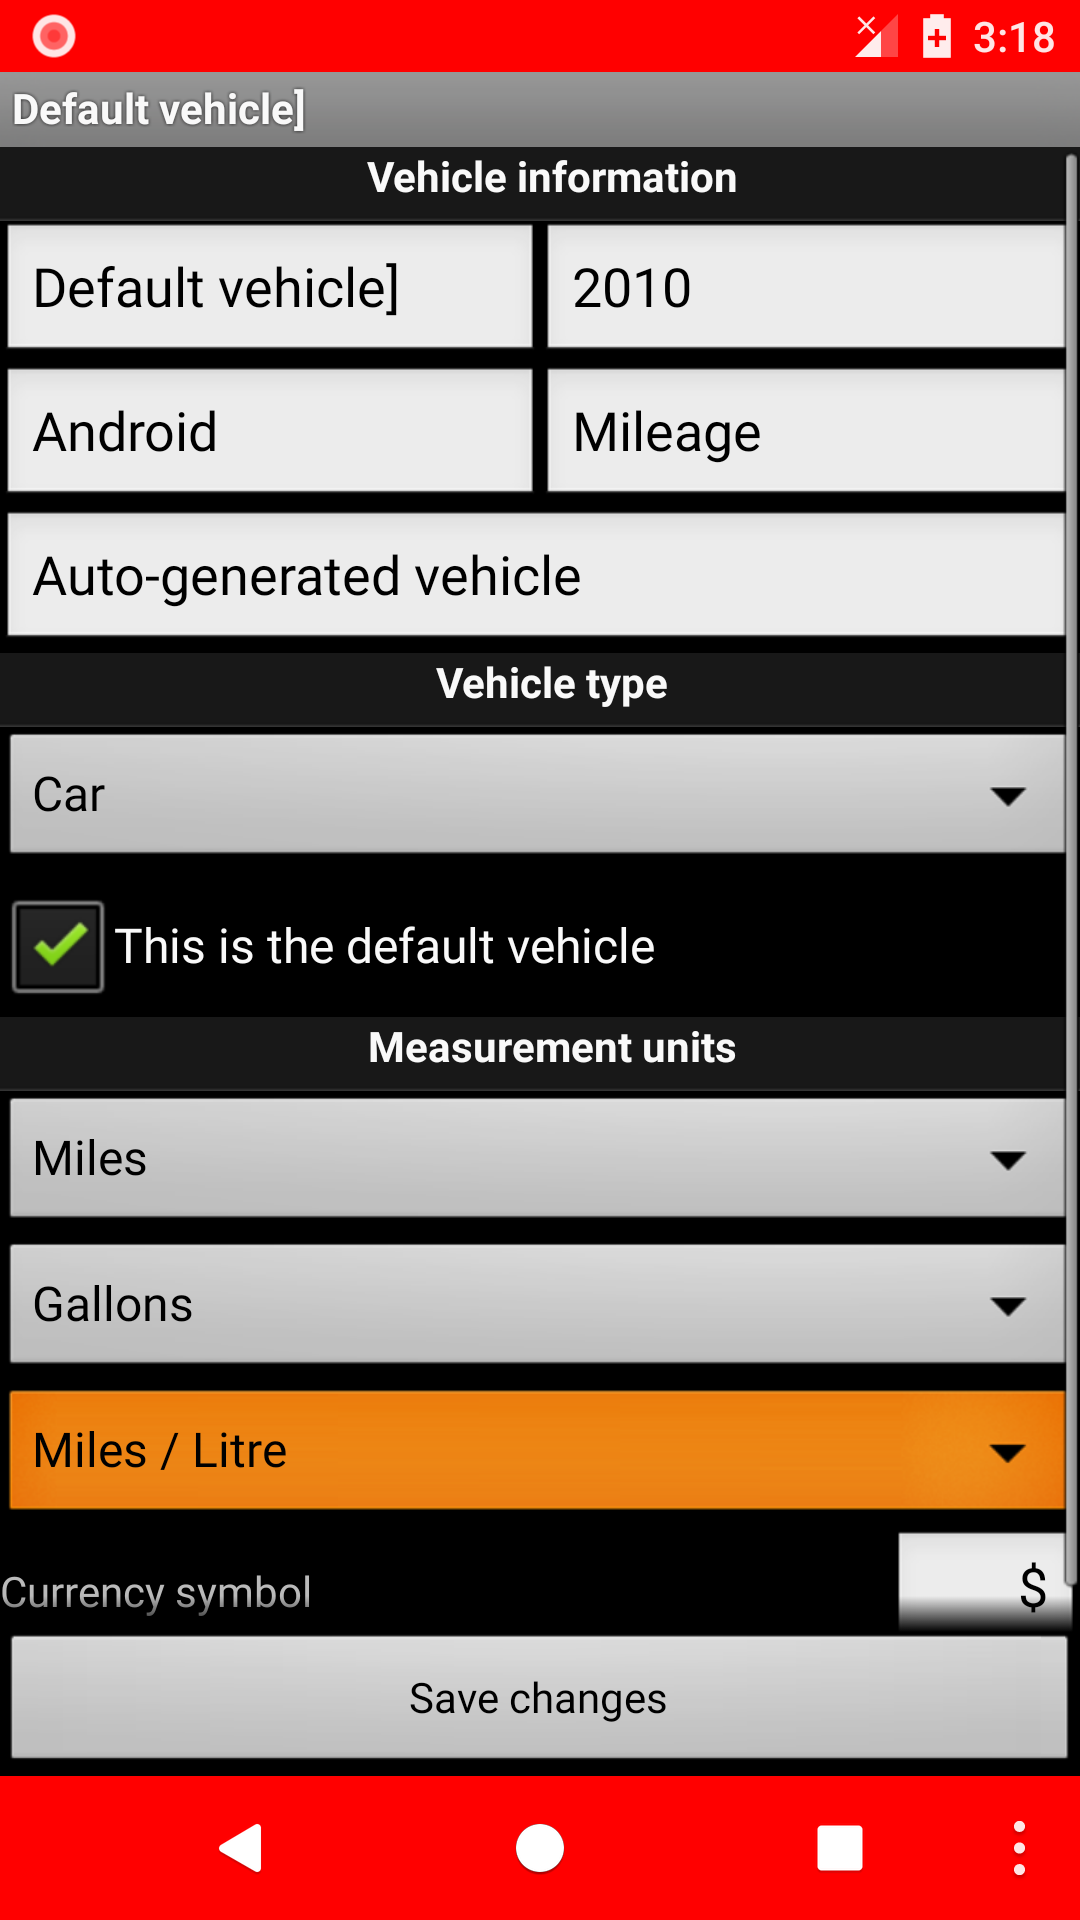 3:18
Default vehicle]
Vehicle information
Default vehicle] 2010
Android Mileage
Auto-generated vehicle
Vehicle type
Car
This is the default vehicle
Measurement units
Miles
Gallons
Miles / Litre
Currency symbol $
Save changes